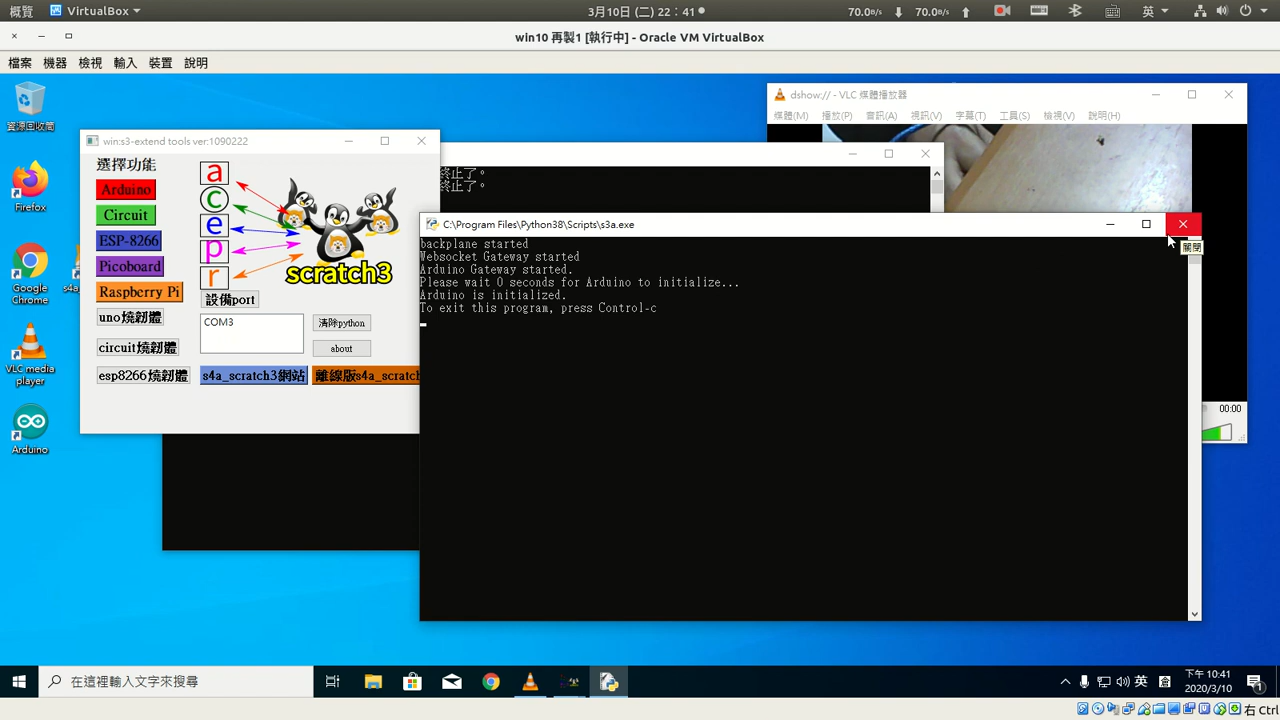 概覽 VirtualBox 3月10日 (二) 22：41 70.0B/s 70.0B/s 英
win10 再製1 [執行中] - Oracle VM VirtualBox
檔案 機器 檢視 輸入 裝置 說明
資源回收筒
Firefox
Google Chrome
s4a
VLC media player
Arduino
dshow:// - VLC 媒體播放器
媒體(M) 播放(P) 音訊(A) 視訊(V) 字幕(T) 工具(S) 檢視(V) 說明(H)
00:00
終止了。
終止了。
win:s3-extend tools ver:1090222
選擇功能
Arduino
Circuit
ESP-8266
Picoboard
Raspberry Pi
uno燒韌體
circuit燒韌體
esp8266燒韌體
a
c
e
p
r
scratch3
設備port
COM3
清除python
about
s4a_scratch3網站
離線版s4a_scratch
C:\Program Files\Python38\Scripts\s3a.exe
關閉
backplane started
Websocket Gateway started
Arduino Gateway started.
Please wait 0 seconds for Arduino to initialize...
Arduino is initialized.
To exit this program, press Control-c
在這裡輸入文字來搜尋
英
下午 10:41
2020/3/10
1
右 Ctrl